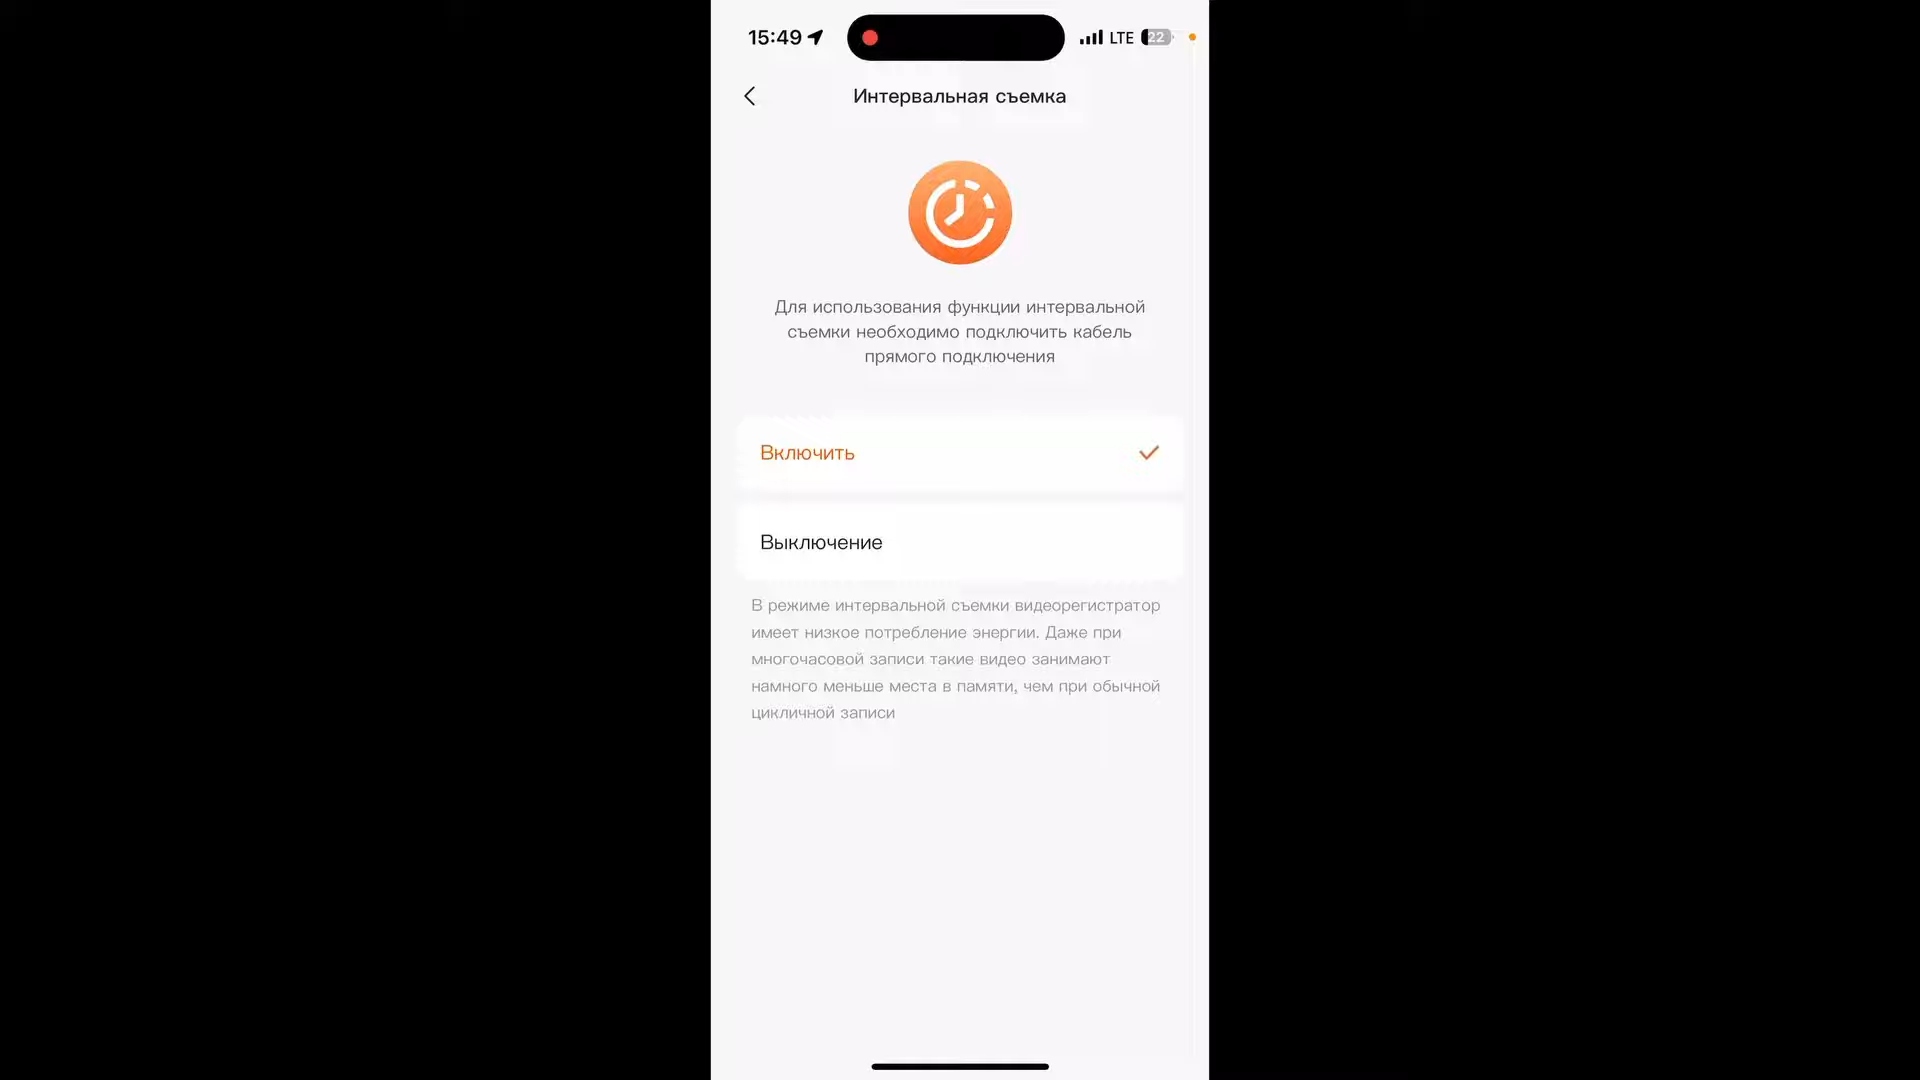 15:49 LTE 22
Интервальная съемка
Для использования функции интервальной
съемки необходимо подключить кабель
прямого подключения
Включить
Выключение
В режиме интервальной съемки видеорегистратор
имеет низкое потребление энергии. Даже при
многочасовой записи такие видео занимают
намного меньше места в памяти, чем при обычной
цикличной записи